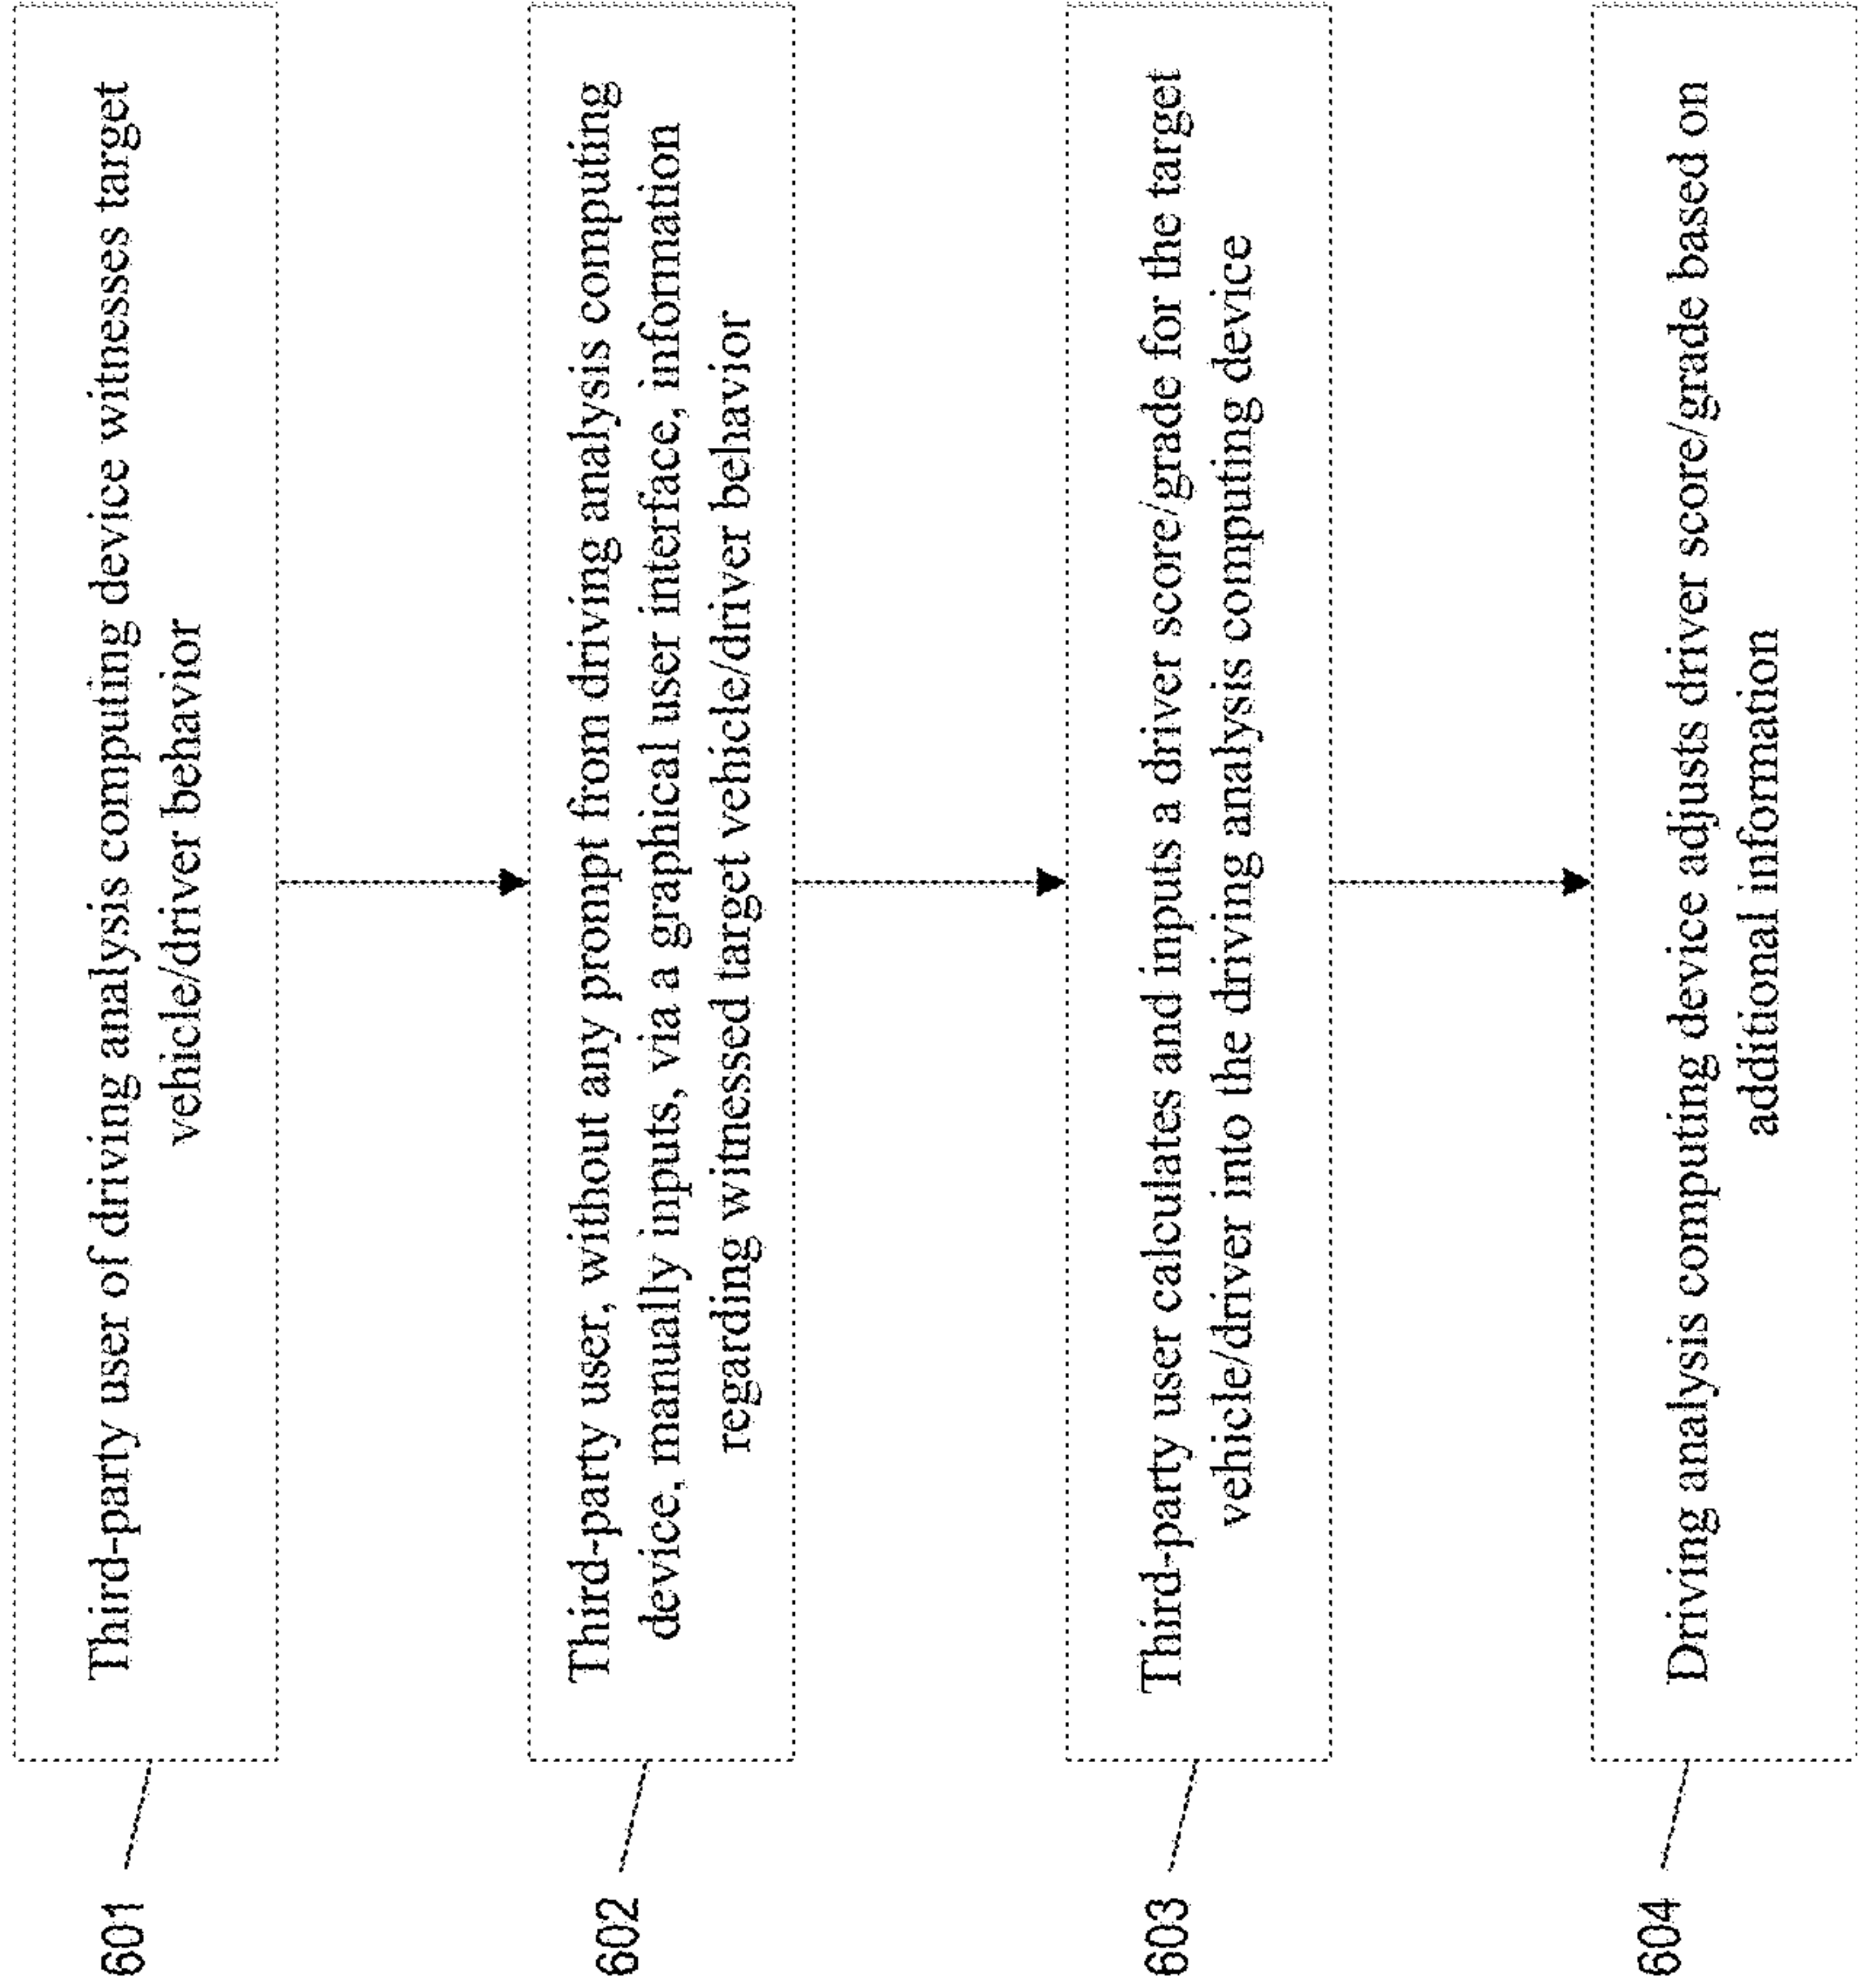 601
Third-party user of driving analysis computing device witnesses target
vehicle/driver behavior
602
Third-party user, without any prompt from driving analysis computing
device, manually inputs, via a graphical user interface, information
regarding witnessed target vehicle/driver behavior
603
Third-party user calculates and inputs a driver score/grade for the target
vehicle/driver into the driving analysis computing device
604
Driving analysis computing device adjusts driver score/grade based on
additional information